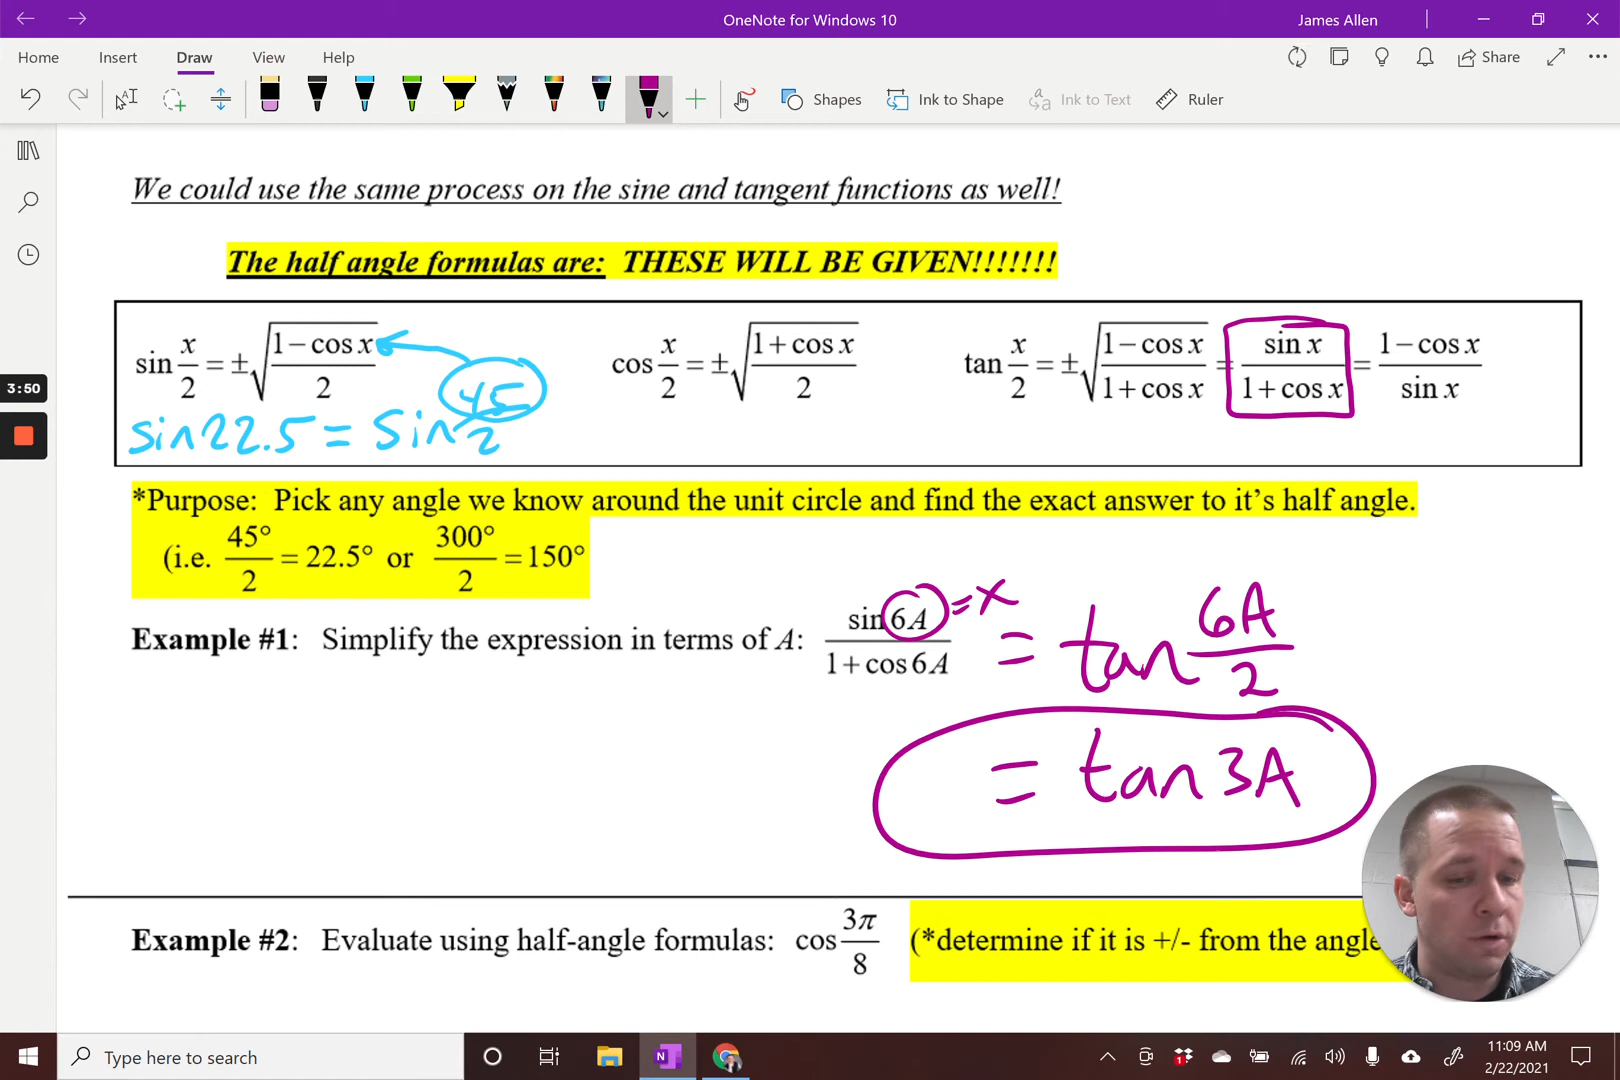 OneNote for Windows 10
James Allen
Home Insert Draw View Help
Share
Shapes Ink to Shape Ink to Text Ruler
We could use the same process on the sine and tangent functions as well!
The half angle formulas are: THESE WILL BE GIVEN!!!!!!!
sin x/2 = ±√((1 − cos x)/2) cos x/2 = ±√((1 + cos x)/2) tan x/2 = ±√((1 − cos x)/(1 + cos x)) = sin x/(1 + cos x) = (1 − cos x)/sin x
sin 22.5 = sin 45/2
3:50
*Purpose: Pick any angle we know around the unit circle and find the exact answer to it's half angle.
(i.e. 45°/2 = 22.5° or 300°/2 = 150°
Example #1: Simplify the expression in terms of A: sin 6A/(1 + cos 6A) = tan 6A/2
= x
= tan 3A
Example #2: Evaluate using half-angle formulas: cos 3π/8 (*determine if it is +/- from the angle
Type here to search
1
11:09 AM
2/22/2021